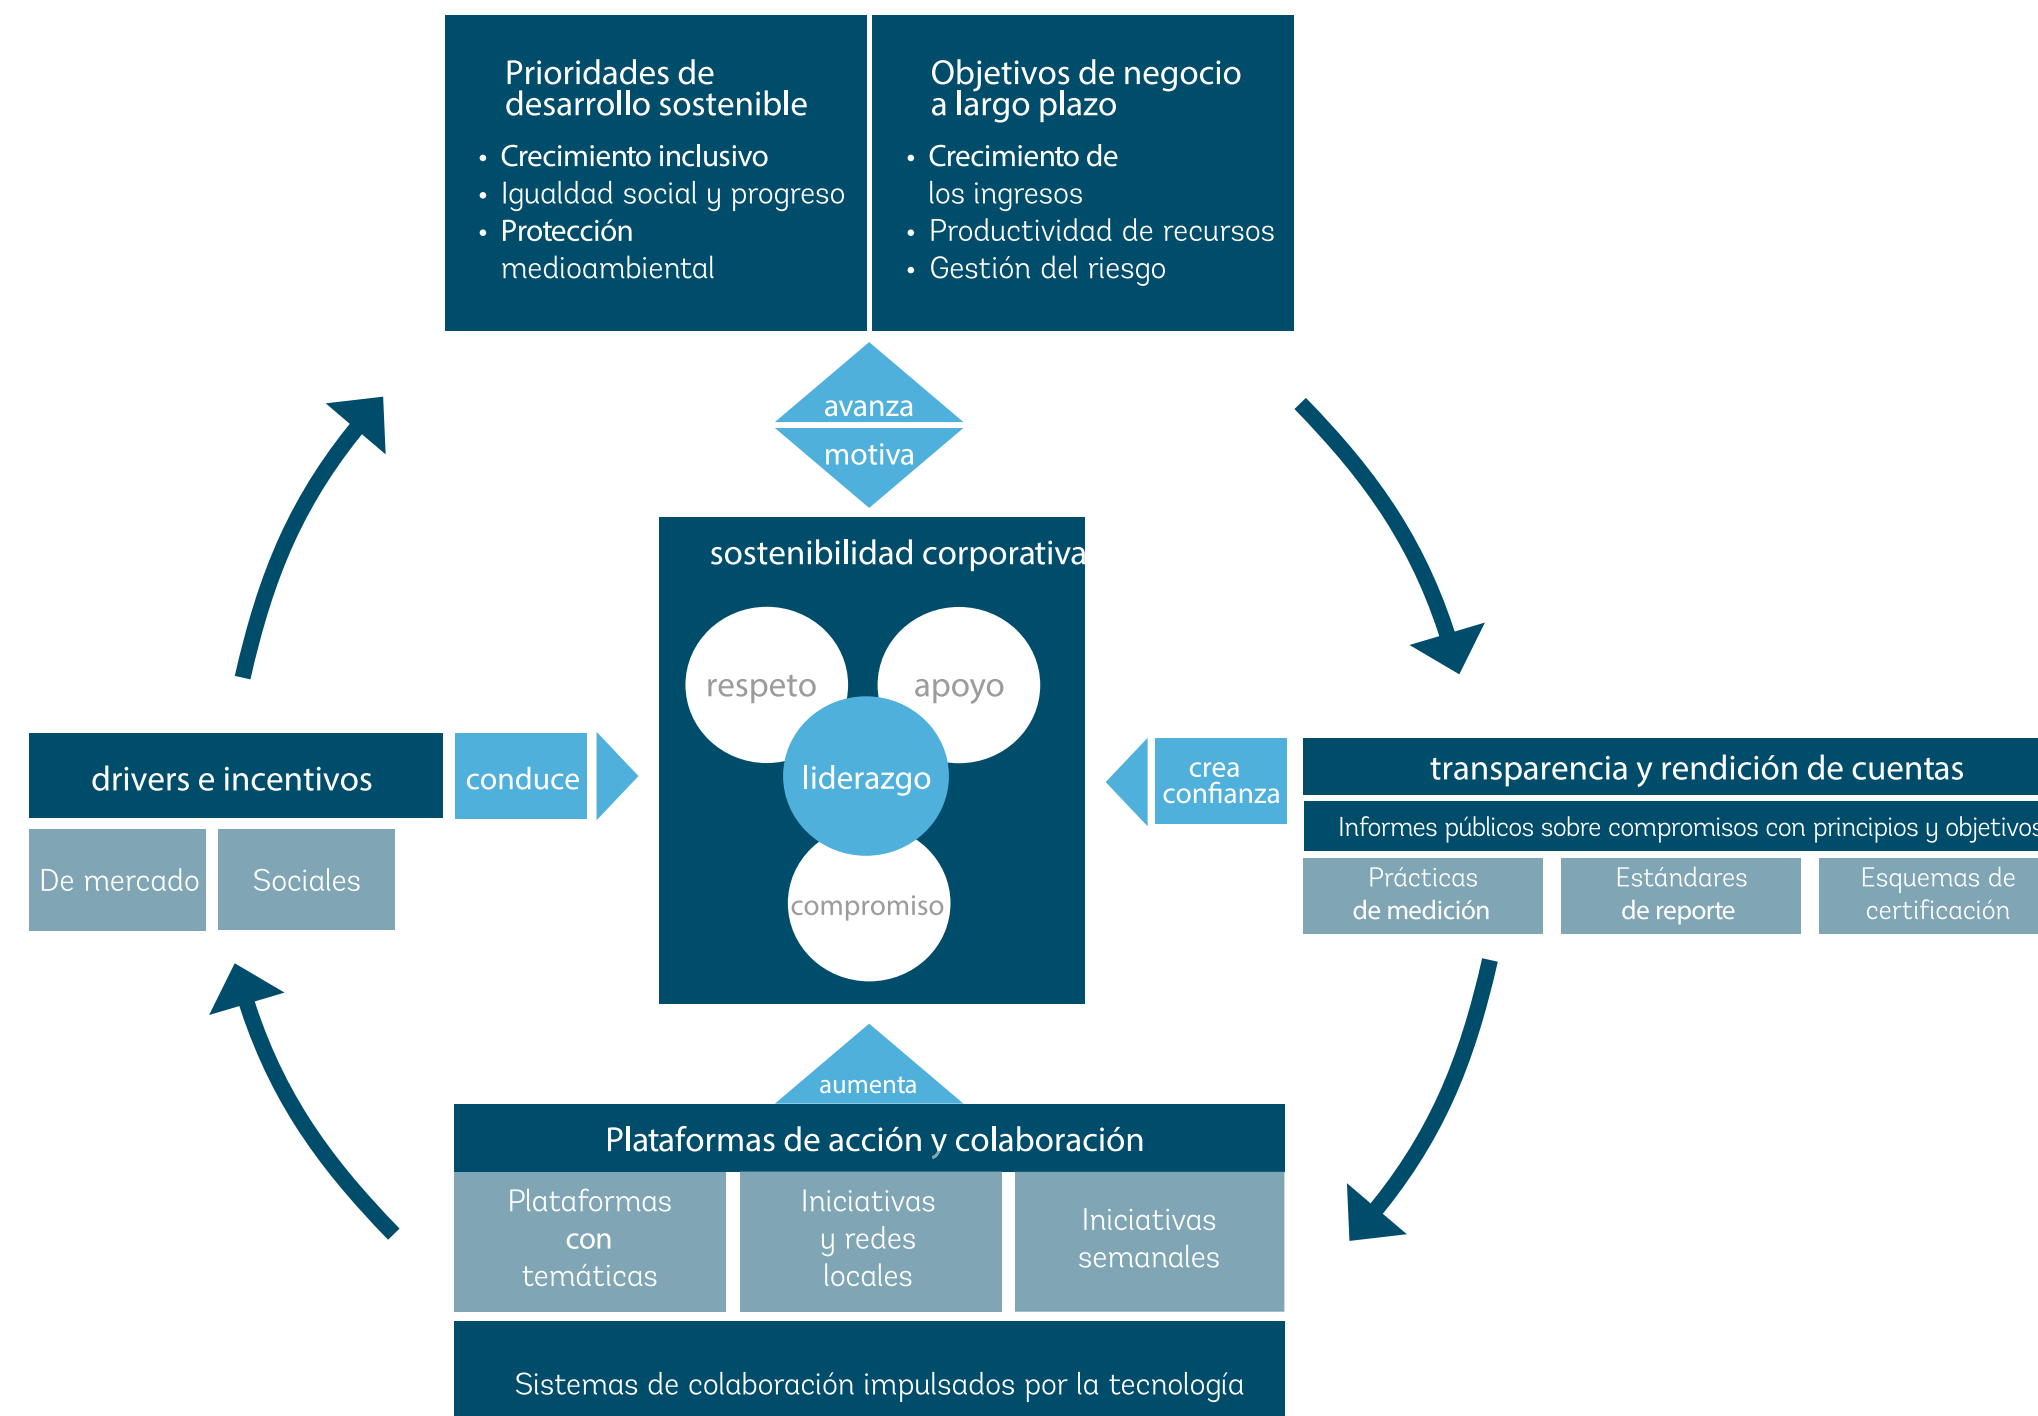 Prioridades de
desarrollo sostenible
• Crecimiento inclusivo
• Igualdad social y progreso
• Protección
medioambiental
Objetivos de negocio
a largo plazo
• Crecimiento de
los ingresos
• Productividad de recursos
• Gestión del riesgo
avanza
motiva
sostenibilidad corporativa
respeto
apoyo
liderazgo
compromiso
drivers e incentivos
conduce
De mercado
Sociales
crea
confianza
transparencia y rendición de cuentas
Informes públicos sobre compromisos con principios y objetivos
Prácticas
de medición
Estándares
de reporte
Esquemas de
certificación
aumenta
Plataformas de acción y colaboración
Plataformas
con
temáticas
Iniciativas
y redes
locales
Iniciativas
semanales
Sistemas de colaboración impulsados por la tecnología